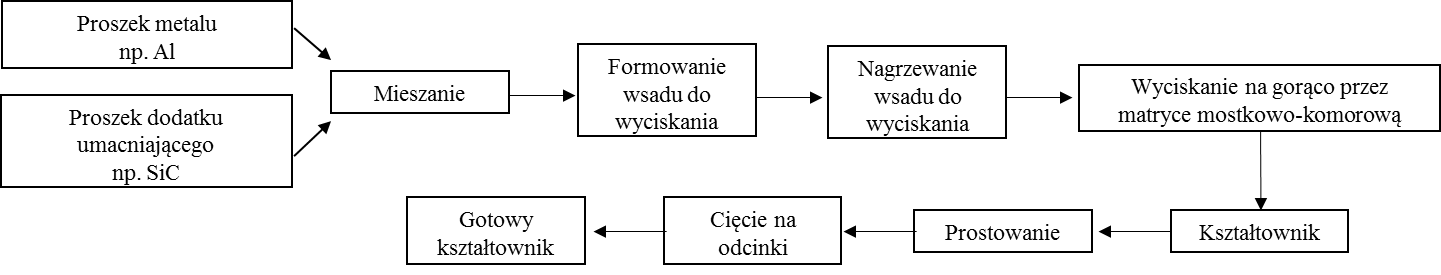 Proszek metalu
np. Al
Proszek dodatku
umacniającego
np. SiC
Mieszanie
Formowanie
wsadu do
wyciskania
Nagrzewanie
wsadu do
wyciskania
Wyciskanie na gorąco przez
matryce mostkowo-komorową
Kształtownik
Prostowanie
Cięcie na
odcinki
Gotowy
kształtownik